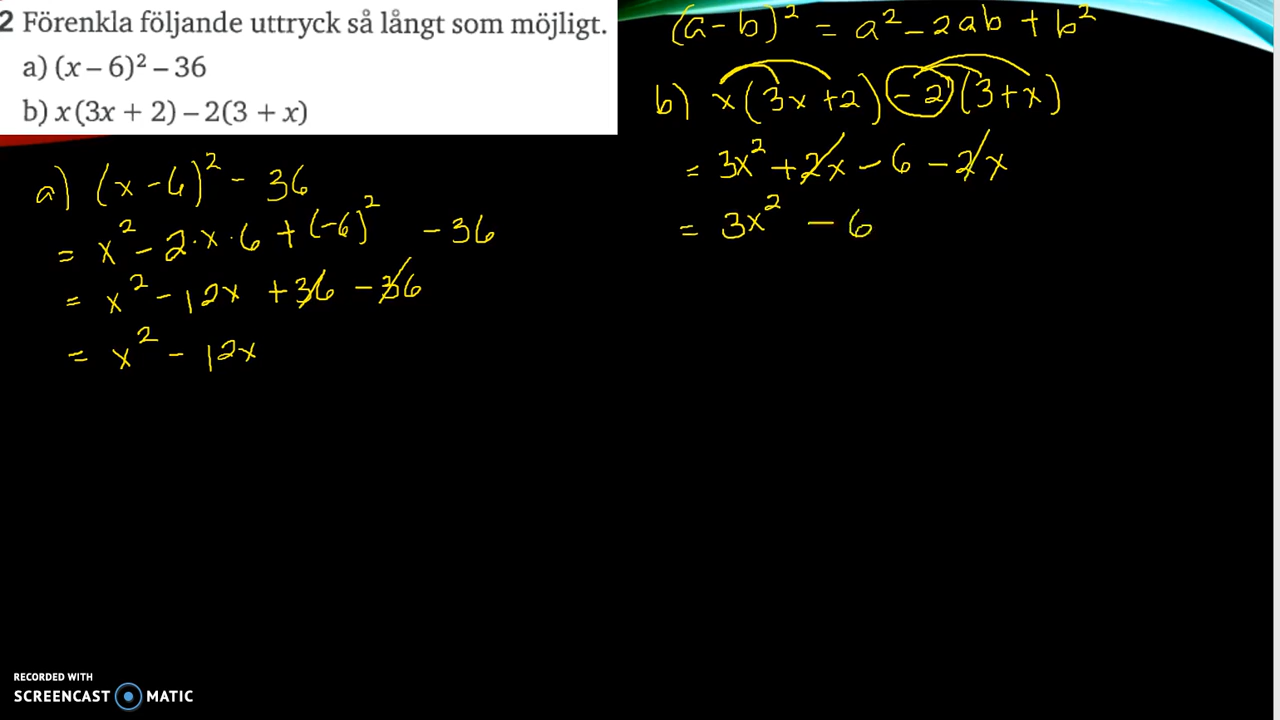 2 Förenkla följande uttryck så långt som möjligt.
a) (x – 6)² – 36
b) x(3x + 2) – 2(3 + x)
a) (x – 6)² – 36
= x² – 2·x·6 + (–6)² – 36
= x² – 12x + 36 – 36
= x² – 12x
(a – b)² = a² – 2ab + b²
b) x(3x + 2) – 2(3 + x)
= 3x² + 2x – 6 – 2x
= 3x² – 6
RECORDED WITH
SCREENCAST MATIC